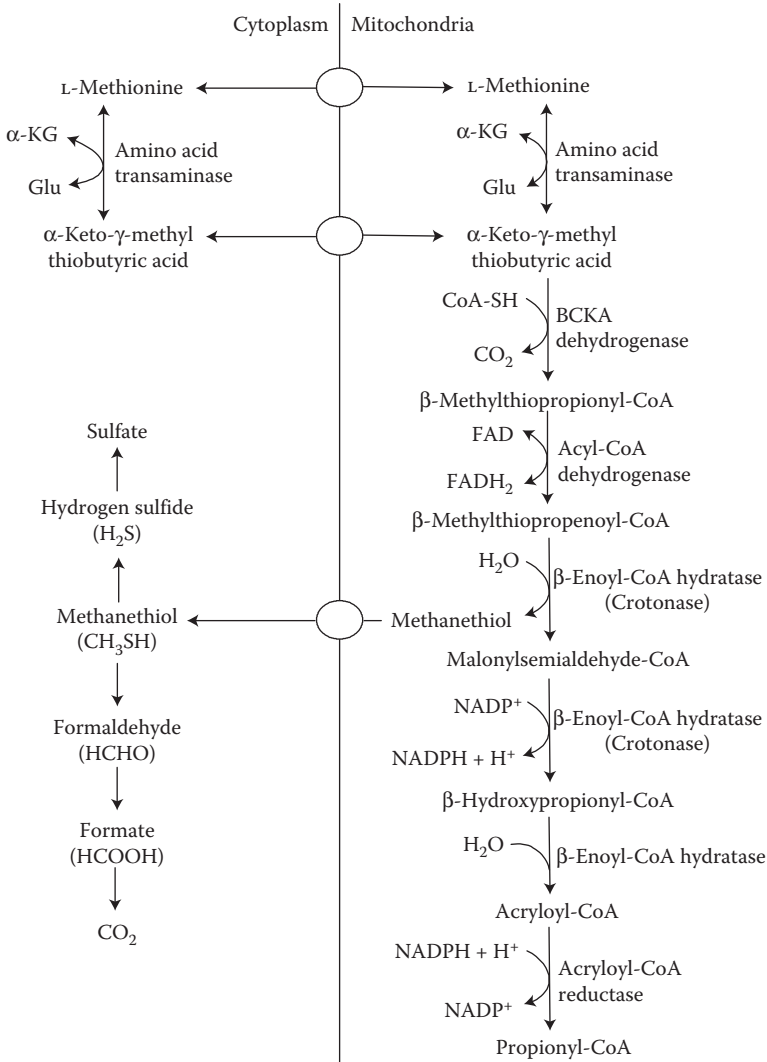 Cytoplasm
Mitochondria
ʟ-Methionine
α-KG
Glu
Amino acid
transaminase
α-Keto-γ-methyl
thiobutyric acid
Sulfate
Hydrogen sulfide
(H₂S)
Methanethiol
(CH₃SH)
Formaldehyde
(HCHO)
Formate
(HCOOH)
CO₂
ʟ-Methionine
α-KG
Glu
Amino acid
transaminase
α-Keto-γ-methyl
thiobutyric acid
CoA-SH
CO₂
BCKA
dehydrogenase
β-Methylthiopropionyl-CoA
FAD
FADH₂
Acyl-CoA
dehydrogenase
β-Methylthiopropenoyl-CoA
H₂O
Methanethiol
β-Enoyl-CoA hydratase
(Crotonase)
Malonylsemialdehyde-CoA
NADP⁺
NADPH + H⁺
β-Enoyl-CoA hydratase
(Crotonase)
β-Hydroxypropionyl-CoA
H₂O
β-Enoyl-CoA hydratase
Acryloyl-CoA
NADPH + H⁺
NADP⁺
Acryloyl-CoA
reductase
Propionyl-CoA